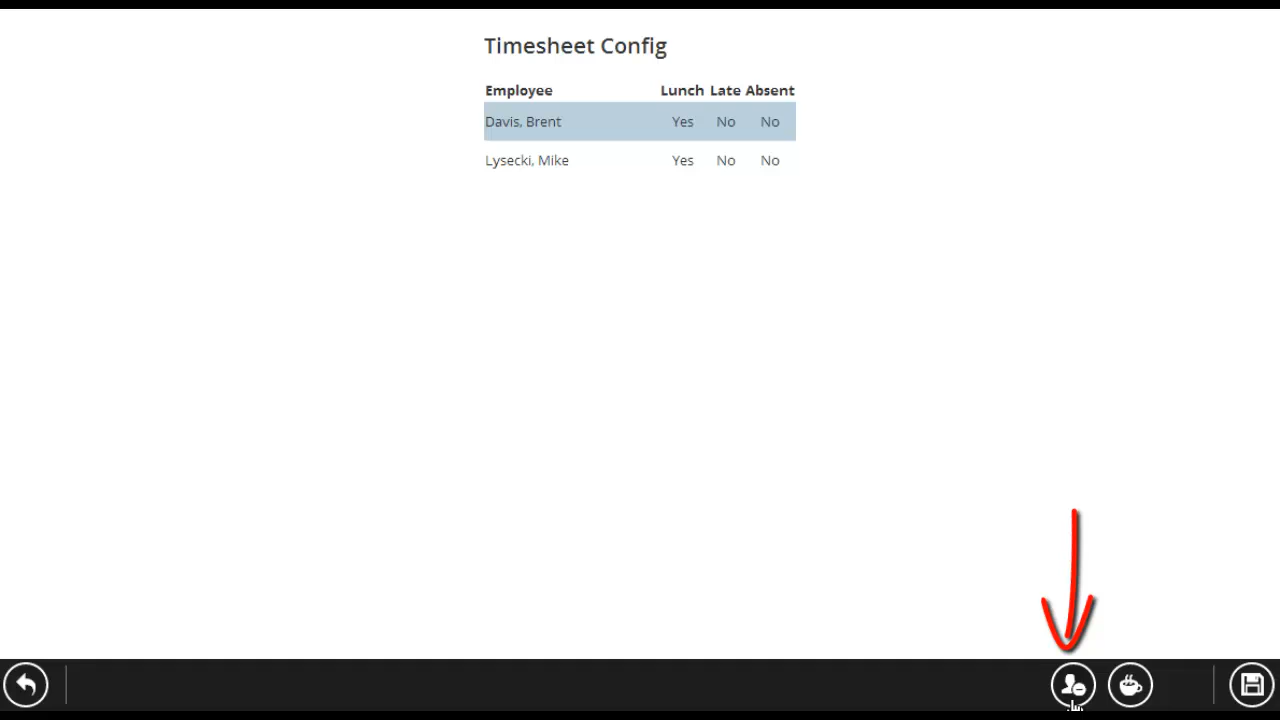 Timesheet Config
Employee Lunch Late Absent
Davis, Brent Yes No No
Lysecki, Mike Yes No No